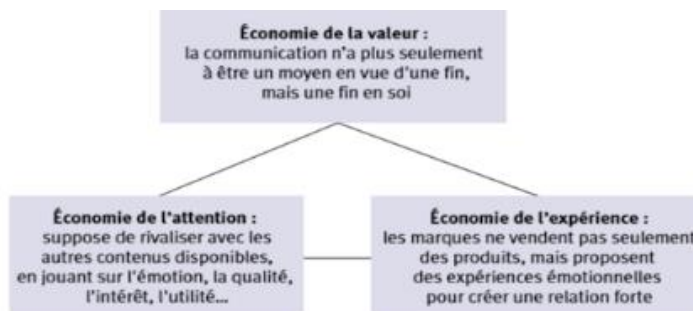 Économie de la valeur :
la communication n'a plus seulement
à être un moyen en vue d'une fin,
mais une fin en soi
Économie de l'attention :
suppose de rivaliser avec les
autres contenus disponibles,
en jouant sur l'émotion, la qualité,
l'intérêt, l'utilité...
Économie de l'expérience :
les marques ne vendent pas seulement
des produits, mais proposent
des expériences émotionnelles
pour créer une relation forte